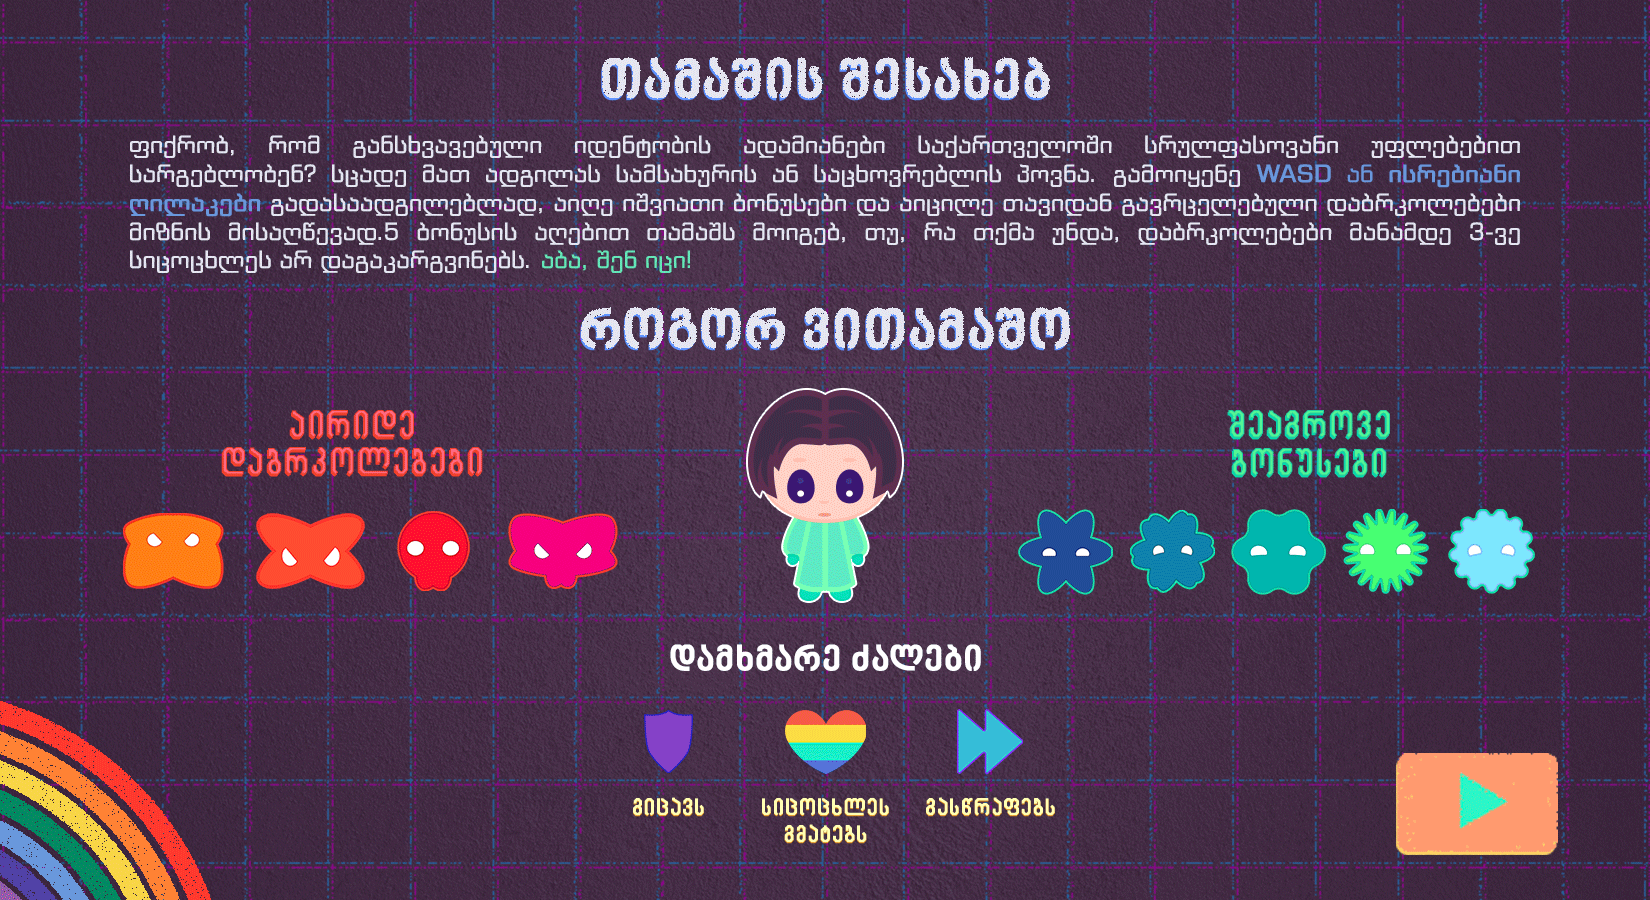 თამაშის შესახებ
ფიქრობ, რომ განსხვავებული იდენტობის ადამიანები საქართველოში სრულფასოვანი უფლებებით
სარგებლობენ? სცადე მათ ადგილას სამსახურის ან საცხოვრებლის პოვნა. გამოიყენე WASD ან ისრებიანი
ღილაკები გადასაადგილებლად, აიღე იშვიათი ბონუსები და აიცილე თავიდან გავრცელებული დაბრკოლებები
მიზნის მისაღწევად.5 ბონუსის აღებით თამაშს მოიგებ, თუ, რა თქმა უნდა, დაბრკოლებები მანამდე 3-ვე
სიცოცხლეს არ დაგაკარგვინებს. აბა, შენ იცი!
როგორ ვითამაშო
აირიდე
დაბრკოლებები
შეაგროვე
ბონუსები
დამხმარე ძალები
გიცავს
სიცოცხლეს
გმატებს
გასწრაფებს